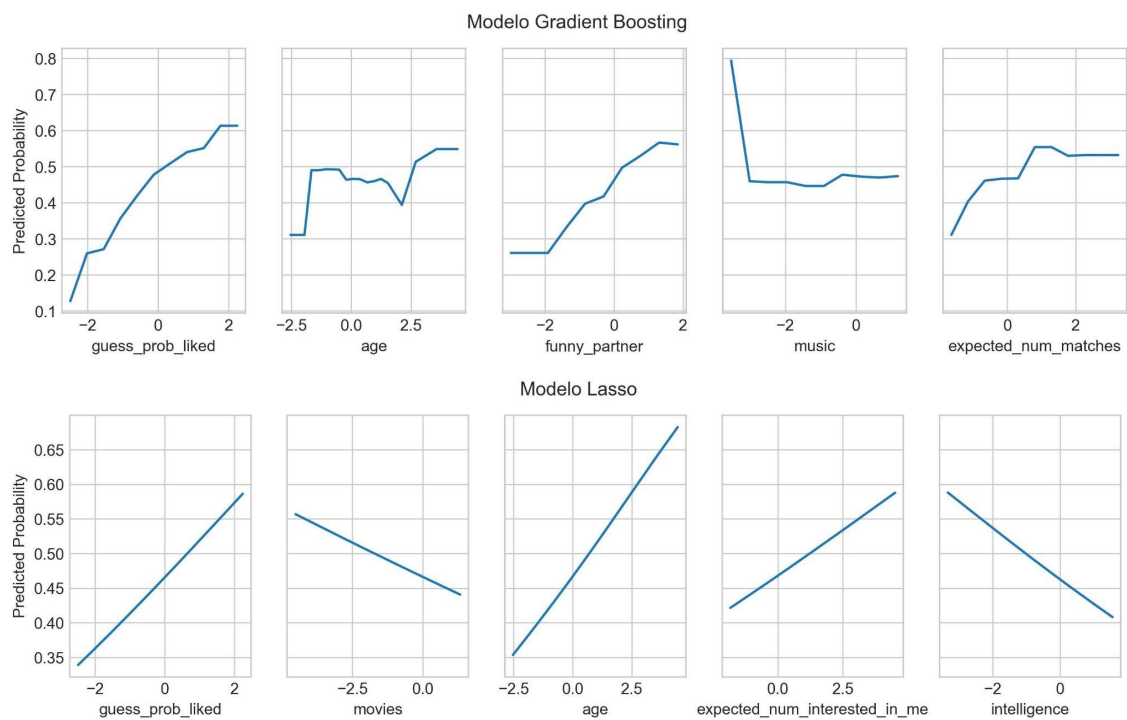 Modelo Gradient Boosting
Predicted Probability
0.8
0.7
0.6
0.5
0.4
0.3
0.2
0.1
−2 0 2
guess_prob_liked
−2.5 0.0 2.5
age
−2 0 2
funny_partner
−2 0
music
0 2
expected_num_matches
Modelo Lasso
Predicted Probability
0.65
0.60
0.55
0.50
0.45
0.40
0.35
−2 0 2
guess_prob_liked
−2.5 0.0
movies
−2.5 0.0 2.5
age
0.0 2.5
expected_num_interested_in_me
−2 0
intelligence